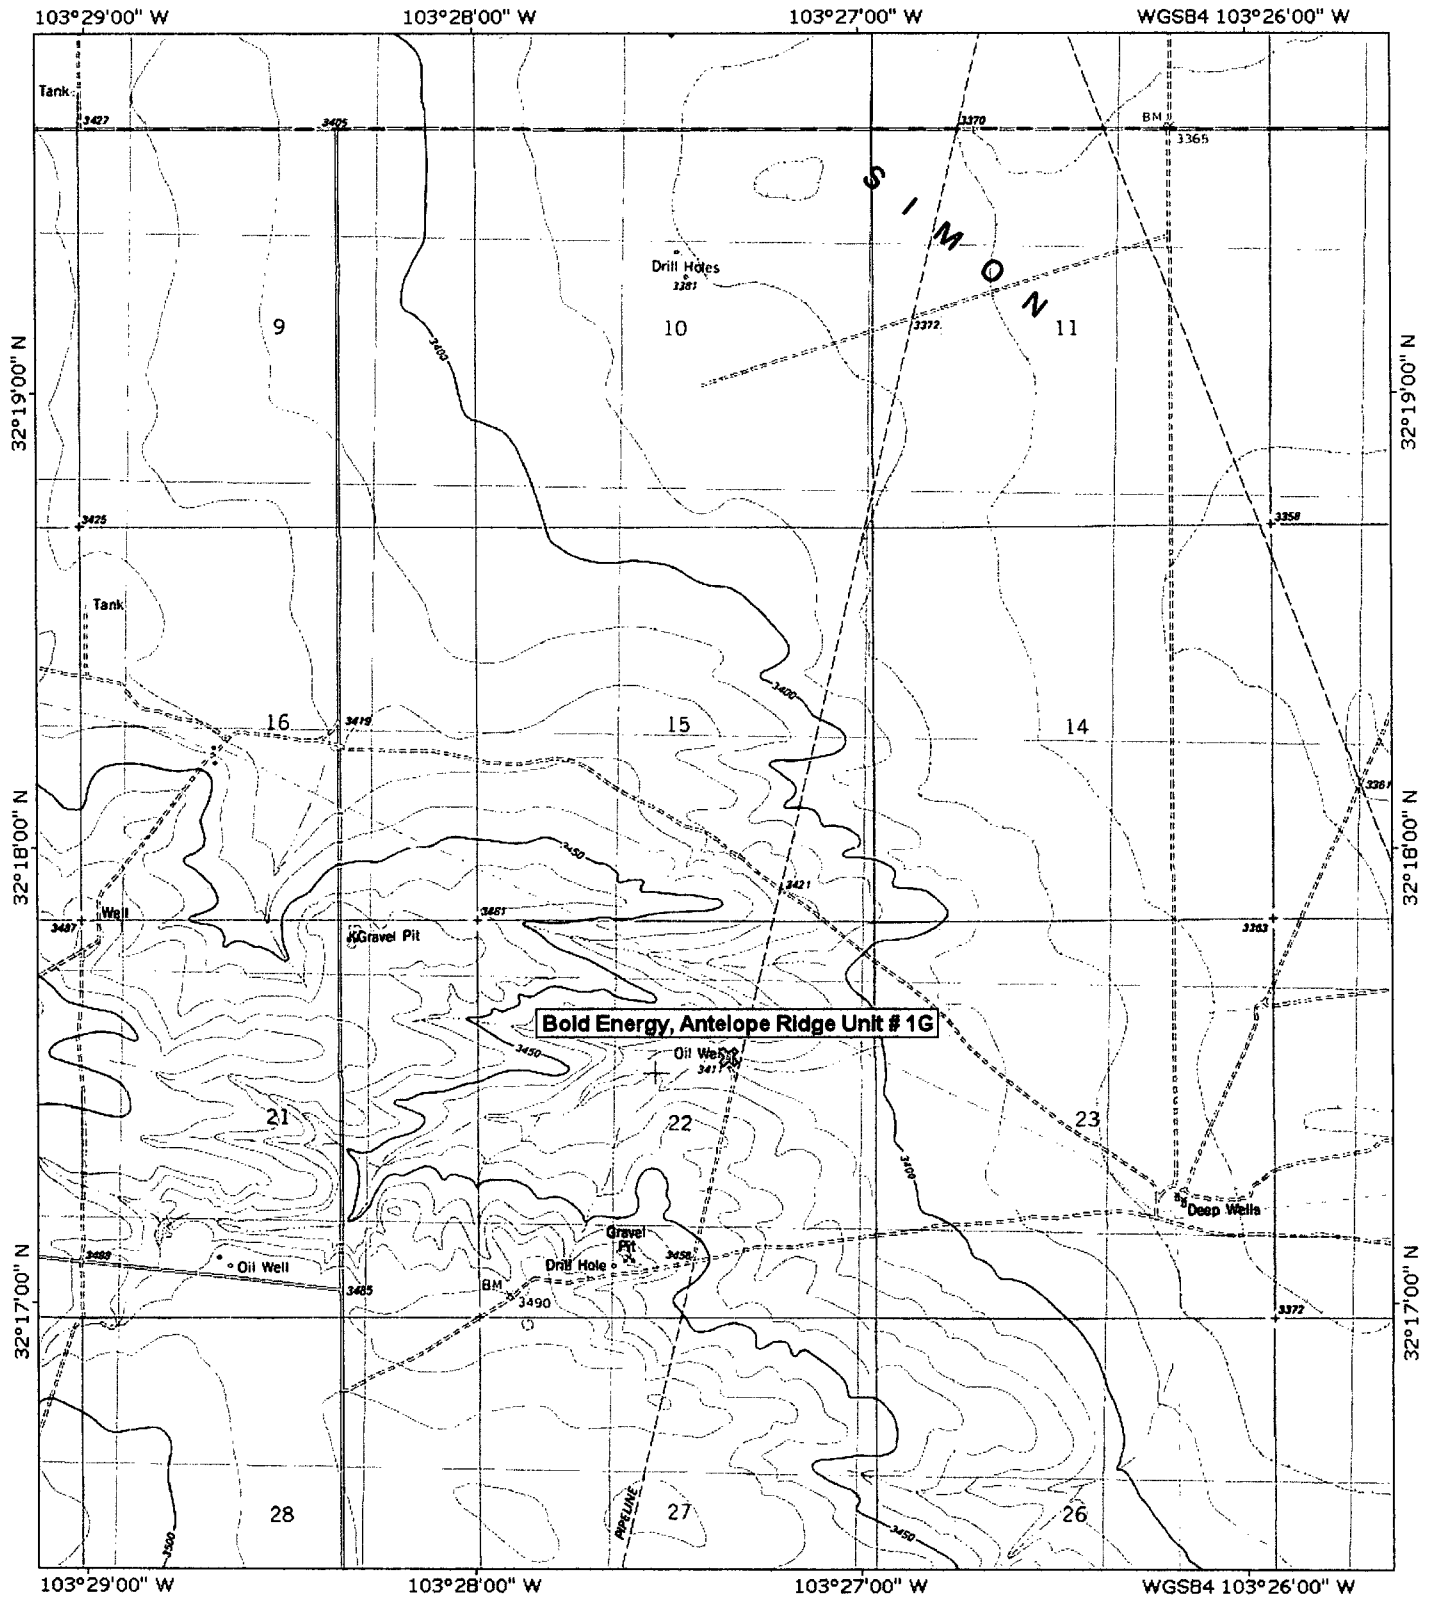 103°29'00" W 103°28'00" W 103°27'00" W WGS84 103°26'00" W
Tank
3427 3405 3370 BM 3365
SIMON
Drill Holes
3381
9 10 3372 11
3400
32°19'00" N 32°19'00" N
3425 3358
Tank
3400
16 3419 15 14
3361
32°18'00" N 32°18'00" N
3450
3421
Well 3461
3487 Gravel Pit 3363
Bold Energy, Antelope Ridge Unit # 1G
3450 Oil Well
341
21 22 23
3400
Deep Wells
Gravel
Pit
Oil Well Drill Hole 3458
3485 BM
3490
32°17'00" N 32°17'00" N
3372
28 PIPELINE 27 26
3500 3450
103°29'00" W 103°28'00" W 103°27'00" W WGS84 103°26'00" W